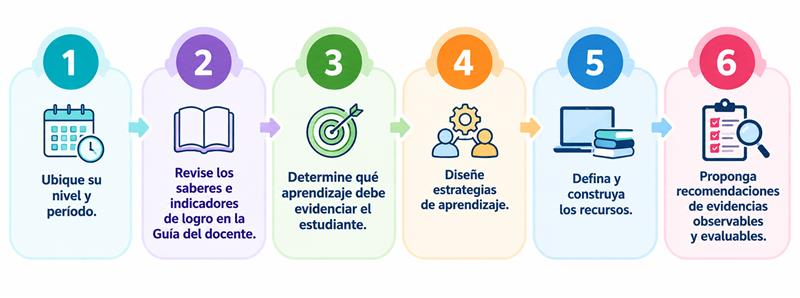 1
Ubique su
nivel y
período.
2
Revise los
saberes e
indicadores
de logro en la
Guía del docente.
3
Determine qué
aprendizaje debe
evidenciar el
estudiante.
4
Diseñe
estrategias
de aprendizaje.
5
Defina y
construya
los recursos.
6
Proponga
recomendaciones
de evidencias
observables
y evaluables.